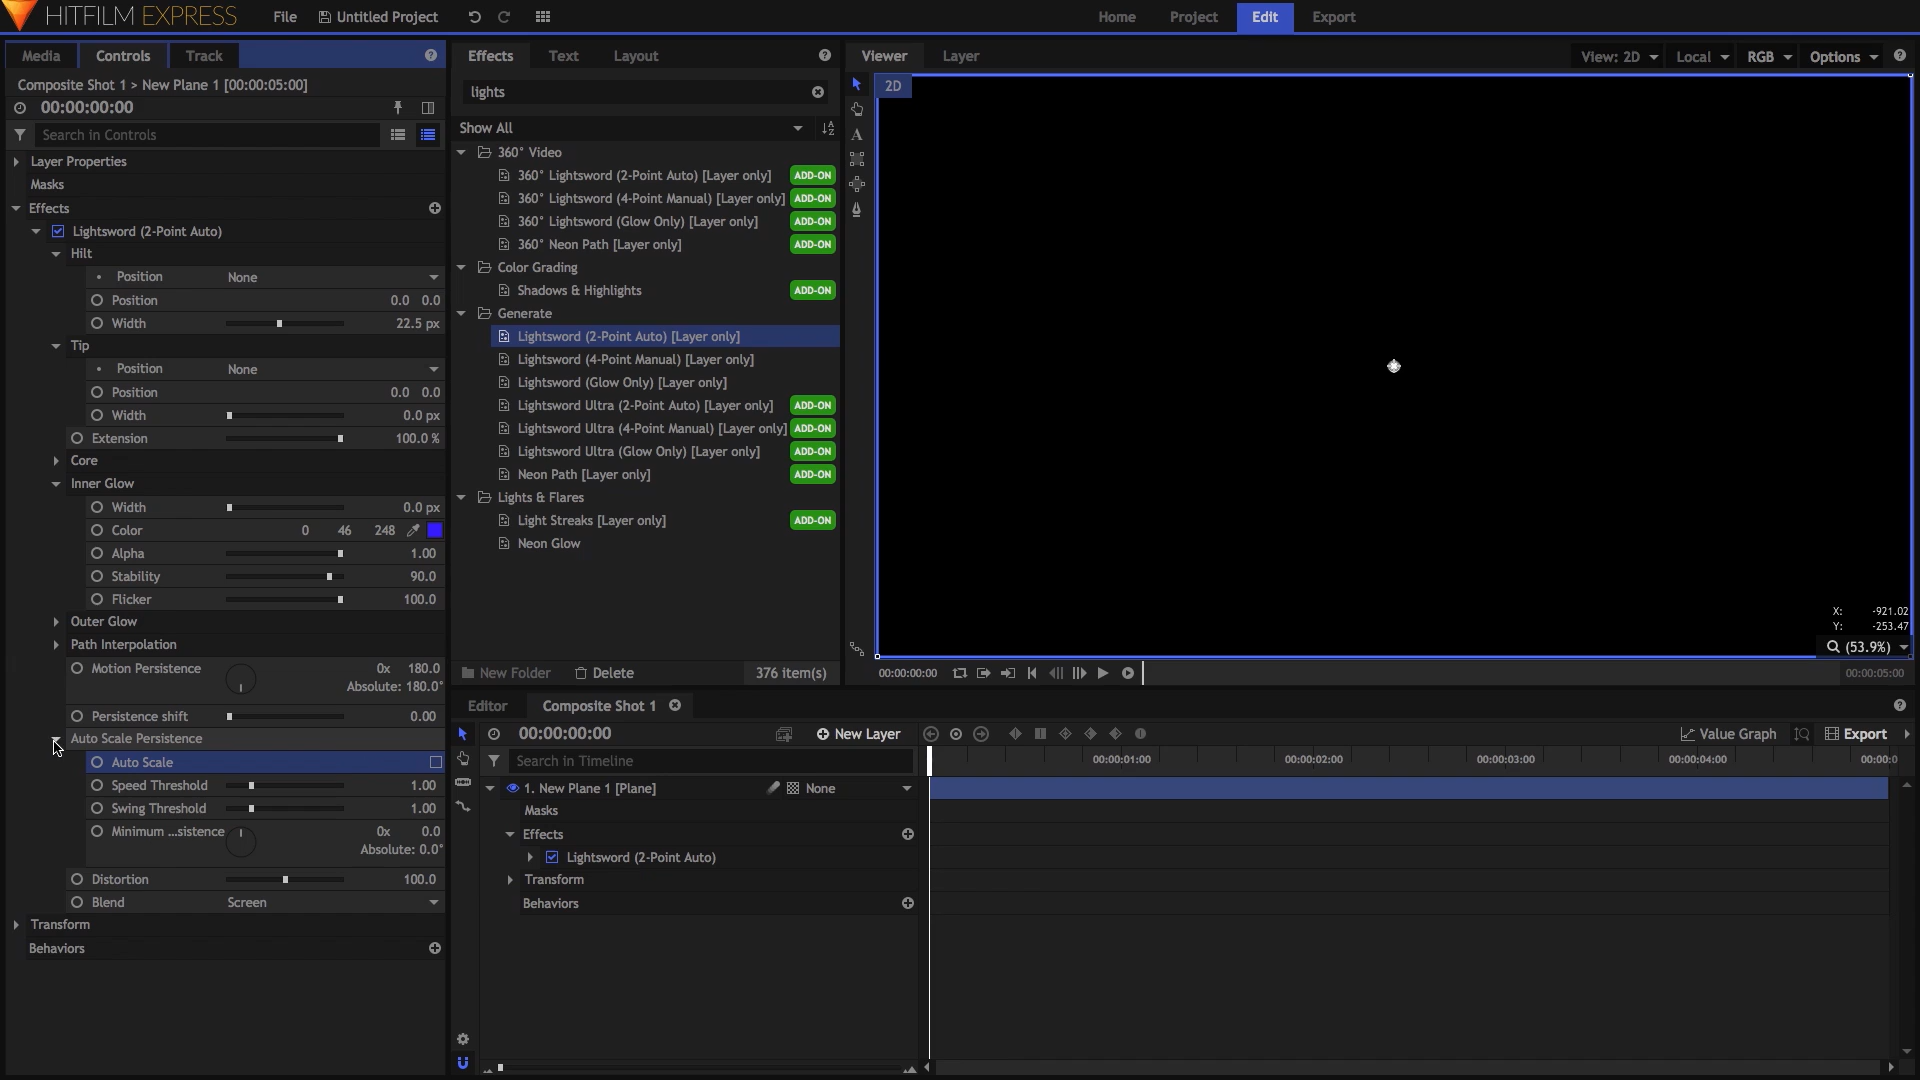 HITFILM EXPRESS
File
Untitled Project
Home
Project
Edit
Export
Media
Controls
Track
Composite Shot 1 > New Plane 1 [00:00:05:00]
00:00:00:00
Search in Controls
Layer Properties
Masks
Effects
Lightsword (2-Point Auto)
Hilt
Position None
Position 0.0 0.0
Width 22.5 px
Tip
Position None
Position 0.0 0.0
Width 0.0 px
Extension 100.0 %
Core
Inner Glow
Width 0.0 px
Color 0 46 248
Alpha 1.00
Stability 90.0
Flicker 100.0
Outer Glow
Path Interpolation
Motion Persistence 0x 180.0
Absolute: 180.0°
Persistence shift 0.00
Auto Scale Persistence
Auto Scale
Speed Threshold 1.00
Swing Threshold 1.00
Minimum ...sistence 0x 0.0
Absolute: 0.0°
Distortion 100.0
Blend Screen
Transform
Behaviors
Effects
Text
Layout
lights
Show All
360° Video
360° Lightsword (2-Point Auto) [Layer only] ADD-ON
360° Lightsword (4-Point Manual) [Layer only] ADD-ON
360° Lightsword (Glow Only) [Layer only] ADD-ON
360° Neon Path [Layer only] ADD-ON
Color Grading
Shadows & Highlights ADD-ON
Generate
Lightsword (2-Point Auto) [Layer only]
Lightsword (4-Point Manual) [Layer only]
Lightsword (Glow Only) [Layer only]
Lightsword Ultra (2-Point Auto) [Layer only] ADD-ON
Lightsword Ultra (4-Point Manual) [Layer only] ADD-ON
Lightsword Ultra (Glow Only) [Layer only] ADD-ON
Neon Path [Layer only] ADD-ON
Lights & Flares
Light Streaks [Layer only] ADD-ON
Neon Glow
New Folder
Delete
376 item(s)
Viewer
Layer
View: 2D
Local
RGB
Options
2D
X: -921.02
Y: -253.47
(53.9%)
00:00:00:00
00:00:05:00
Editor
Composite Shot 1
00:00:00:00
New Layer
Value Graph
Export
Search in Timeline
00:00:01:00
00:00:02:00
00:00:03:00
00:00:04:00
00:00:0
1. New Plane 1 [Plane]
None
Masks
Effects
Lightsword (2-Point Auto)
Transform
Behaviors